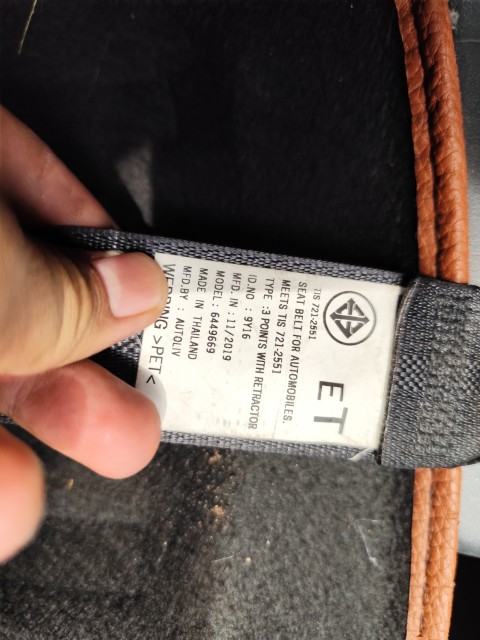 TIS 721-2551
ET
SEAT BELT FOR AUTOMOBILES.
MEETS TIS 721-2551
TYPE :3 POINTS WITH RETRACTOR
ID.NO : 9Y16
MFD.IN :11/2019
MODEL: 6449669
MADE IN THAILAND
MFD.BY : AUTOLIV
WEBBING >PET<